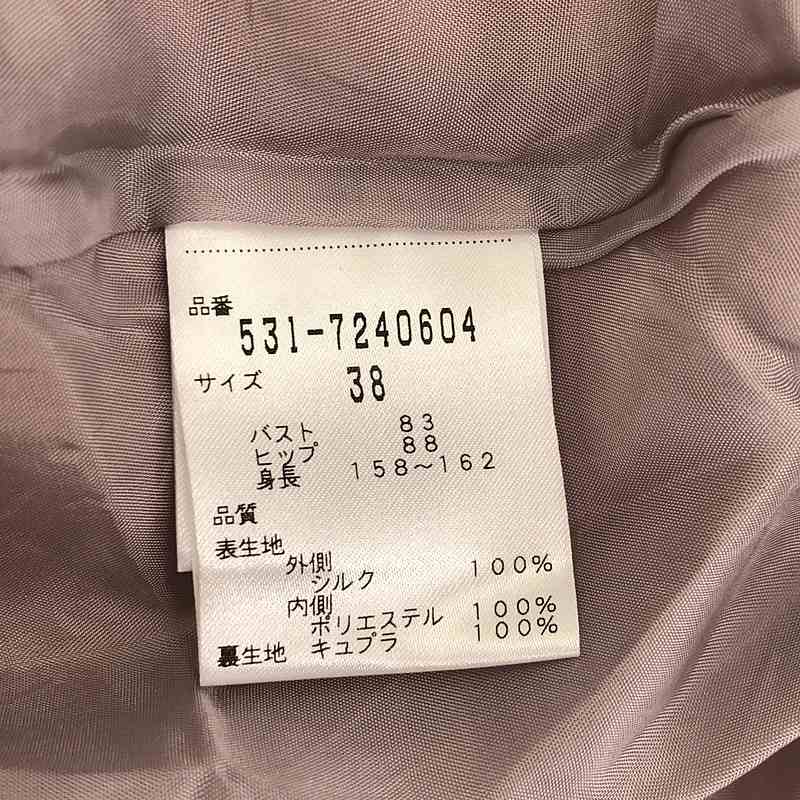 品番
531-7240604
サイズ 38
バスト 83
ヒップ 88
身長 158～162
品質
表生地
外側
シルク 100%
内側
ポリエステル 100%
裏生地 キュプラ 100%